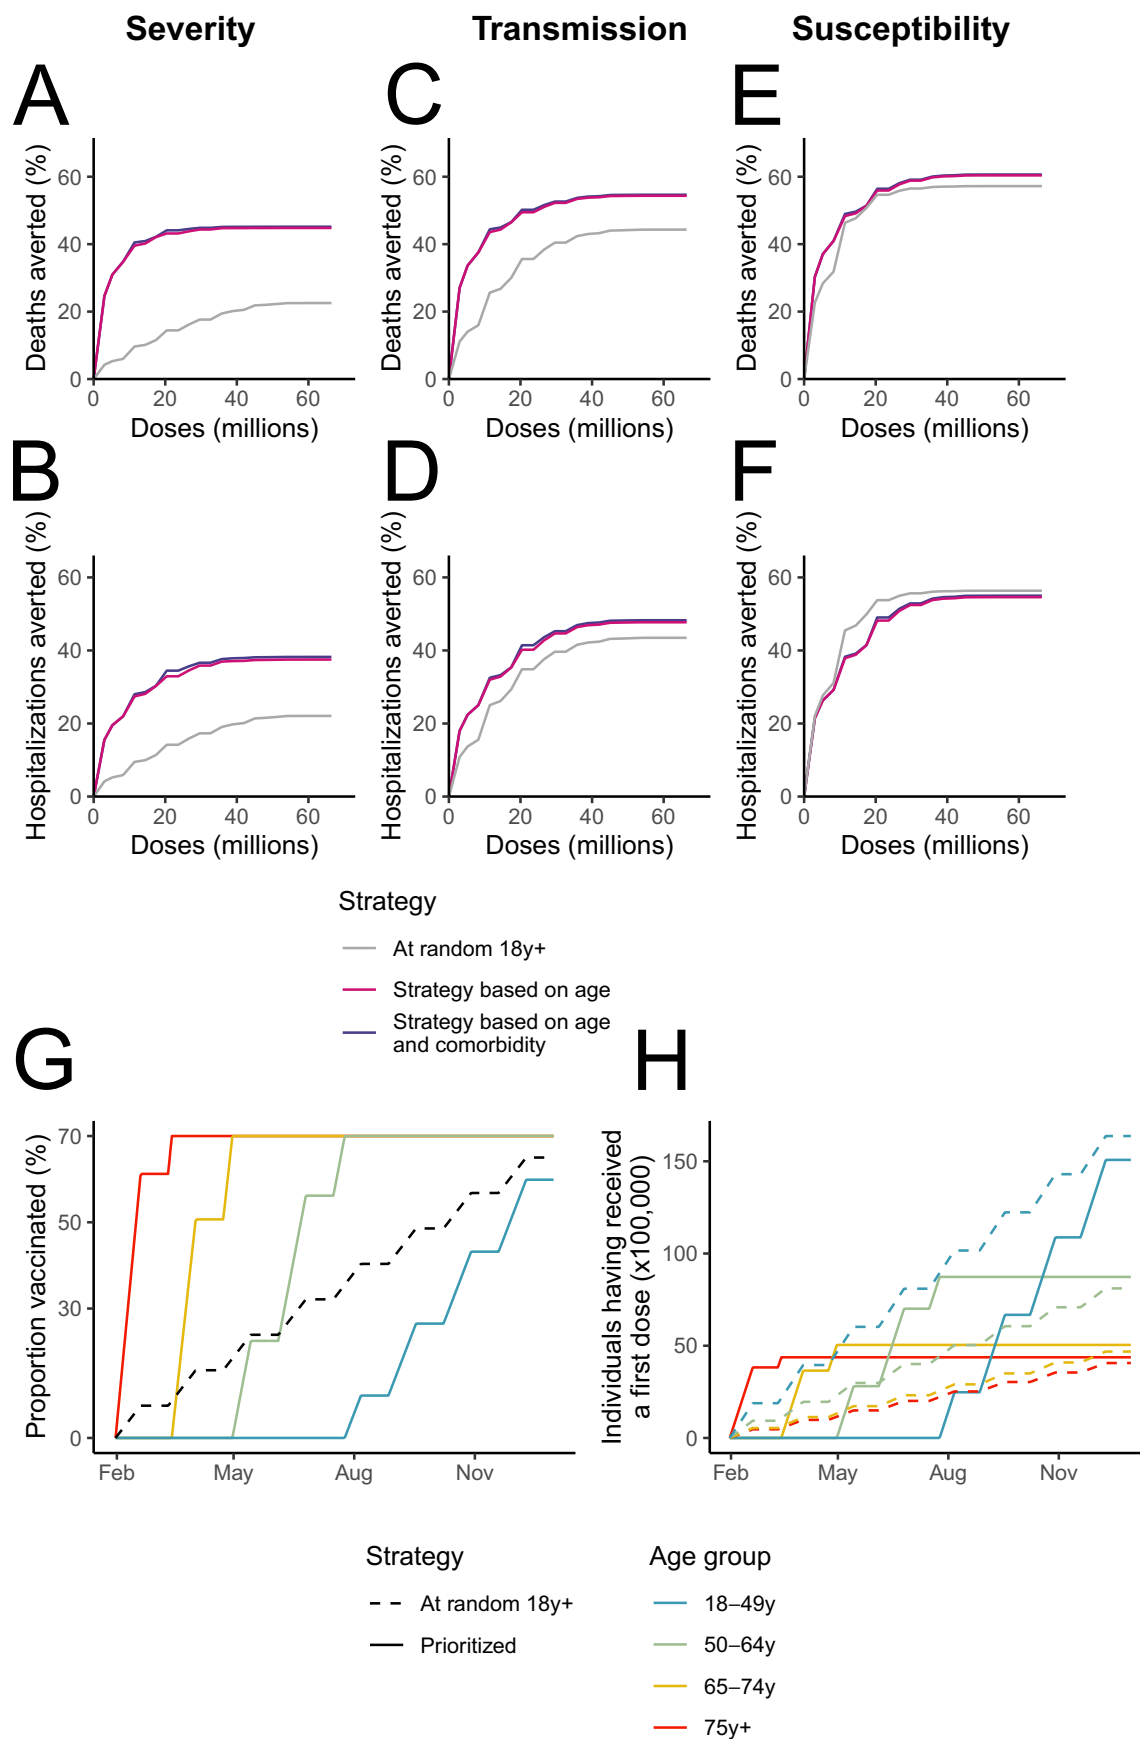 Severity
Transmission
Susceptibility
A
C
E
Deaths averted (%)
60
40
20
0
0
20
40
60
Doses (millions)
Deaths averted (%)
60
40
20
0
0
20
40
60
Doses (millions)
Deaths averted (%)
60
40
20
0
0
20
40
60
Doses (millions)
B
D
F
Hospitalizations averted (%)
60
40
20
0
0
20
40
60
Doses (millions)
Hospitalizations averted (%)
60
40
20
0
0
20
40
60
Doses (millions)
Hospitalizations averted (%)
60
40
20
0
0
20
40
60
Doses (millions)
Strategy
At random 18y+
Strategy based on age
Strategy based on age
and comorbidity
G
Proportion vaccinated (%)
70
50
30
0
Feb
May
Aug
Nov
H
Individuals having received
a first dose (x100,000)
150
100
50
0
Feb
May
Aug
Nov
Strategy
At random 18y+
Prioritized
Age group
18–49y
50–64y
65–74y
75y+